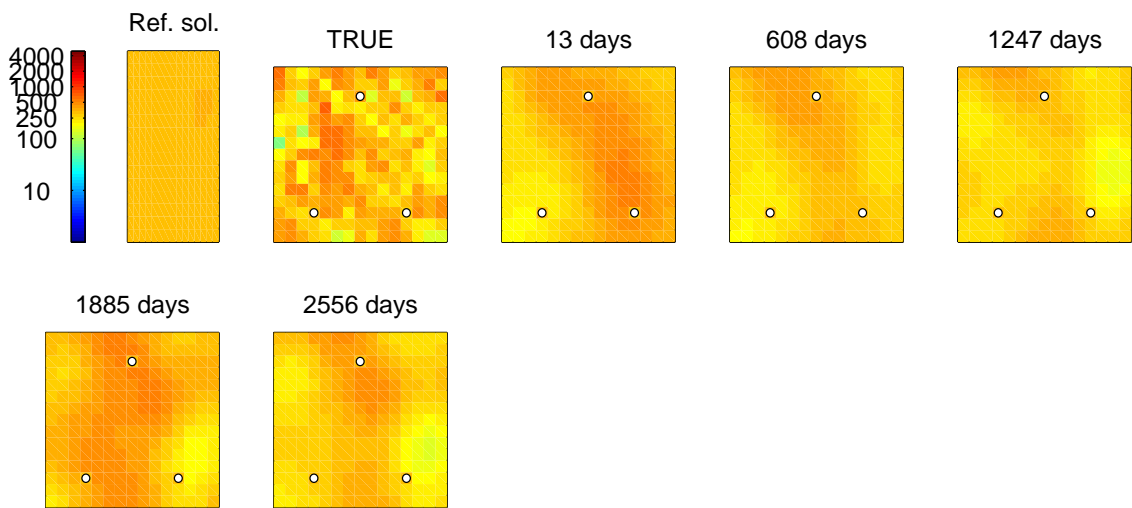 Ref. sol.
TRUE
13 days
608 days
1247 days
4000
2000
1000
500
250
100
10
1885 days
2556 days